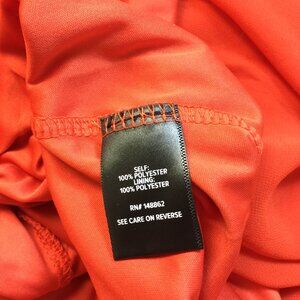 SELF:
100% POLYESTER
LINING:
100% POLYESTER
RN# 148862
SEE CARE ON REVERSE